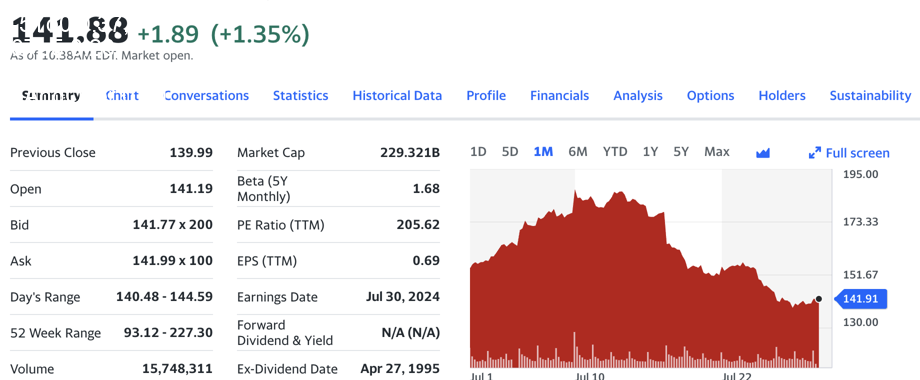 141.88 +1.89 (+1.35%)
As of 10:38AM EDT. Market open.
Summary Chart Conversations Statistics Historical Data Profile Financials Analysis Options Holders Sustainability
Previous Close 139.99
Open 141.19
Bid 141.77 x 200
Ask 141.99 x 100
Day's Range 140.48 - 144.59
52 Week Range 93.12 - 227.30
Volume 15,748,311
Market Cap 229.321B
Beta (5Y
Monthly) 1.68
PE Ratio (TTM) 205.62
EPS (TTM) 0.69
Earnings Date Jul 30, 2024
Forward
Dividend & Yield N/A (N/A)
Ex-Dividend Date Apr 27, 1995
1D 5D 1M 6M YTD 1Y 5Y Max Full screen
195.00
173.33
151.67
141.91
130.00
Jul 1 Jul 10 Jul 22